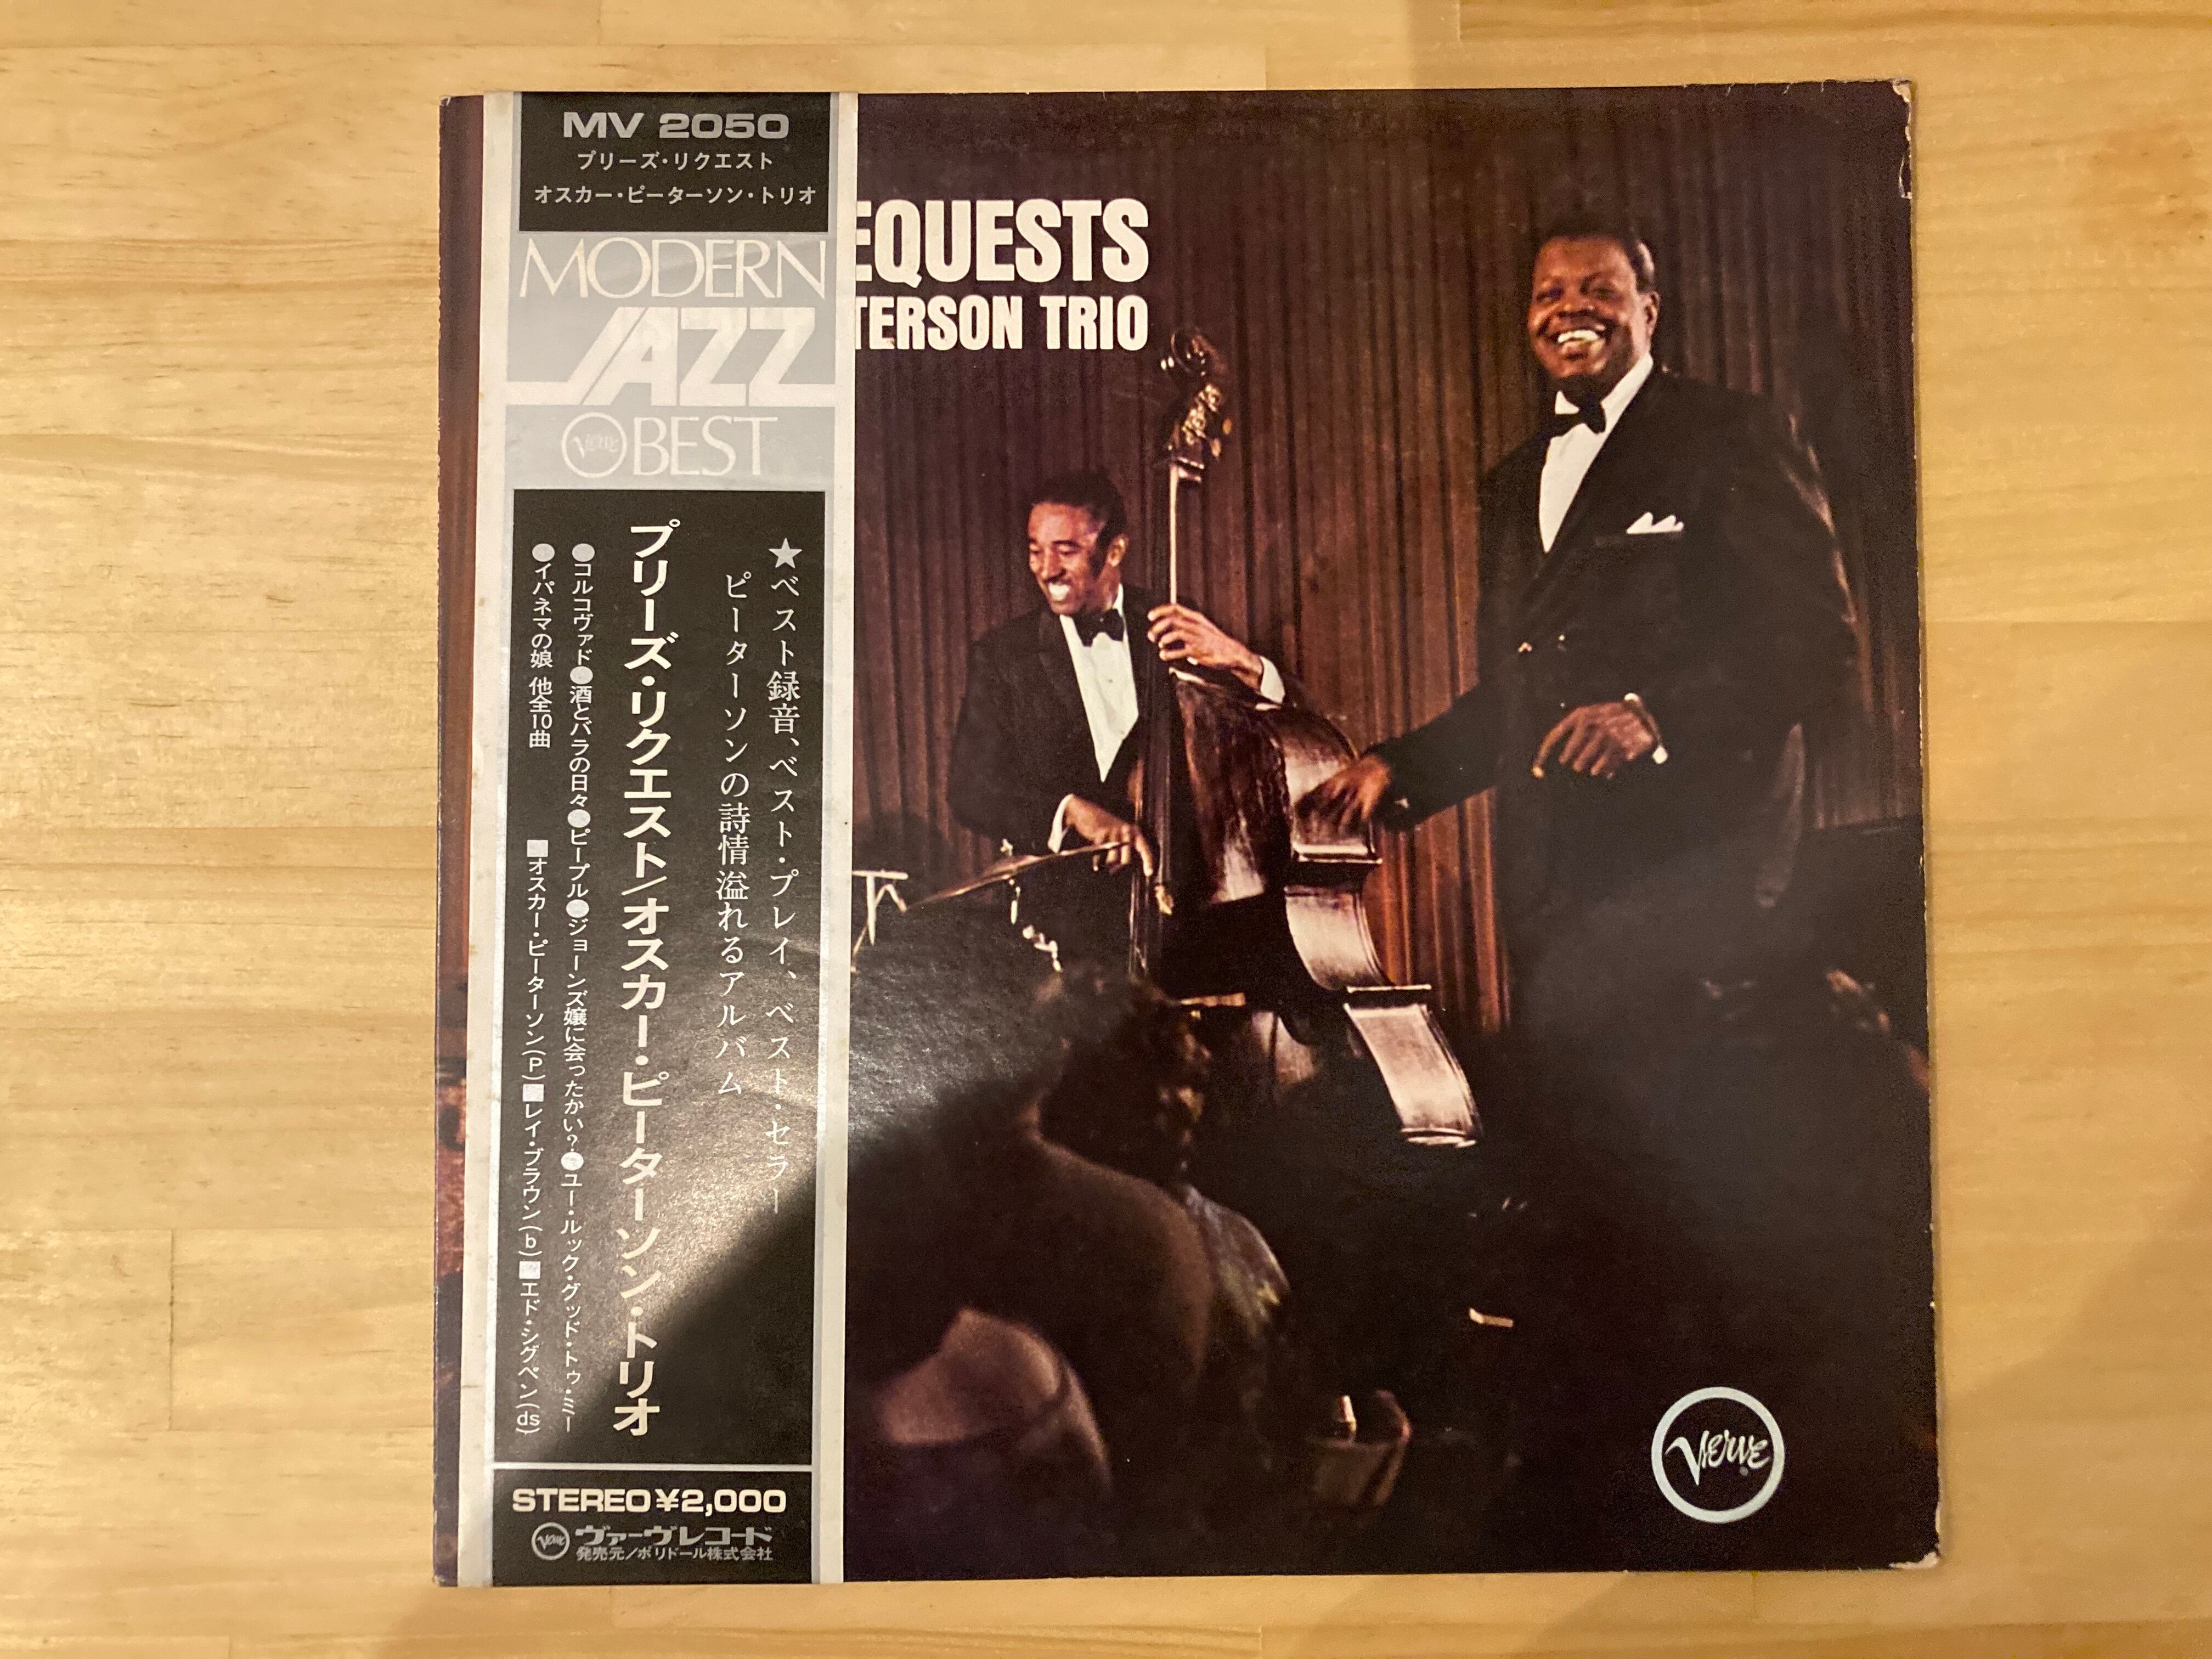 MV 2050
プリーズ・リクエスト
オスカー・ピーターソン・トリオ
MODERN
JAZZ
Verve BEST
★ベスト録音、ベスト・プレイ、ベスト・セラー
ピーターソンの詩情溢れるアルバム
プリーズ・リクエスト/オスカー・ピーターソン・トリオ
●コルコヴァド●酒とバラの日々●ピープル●ジョーンズ嬢に会ったかい?●ユー・ルック・グッド・トゥ・ミー
●イパネマの娘 他全10曲
■オスカー・ピーターソン(P)■レイ・ブラウン(b)■エド・シグペン(ds)
STEREO¥2,000
Verve ヴァーヴレコード
発売元/ポリドール株式会社
EQUESTS
TERSON TRIO
VERVE